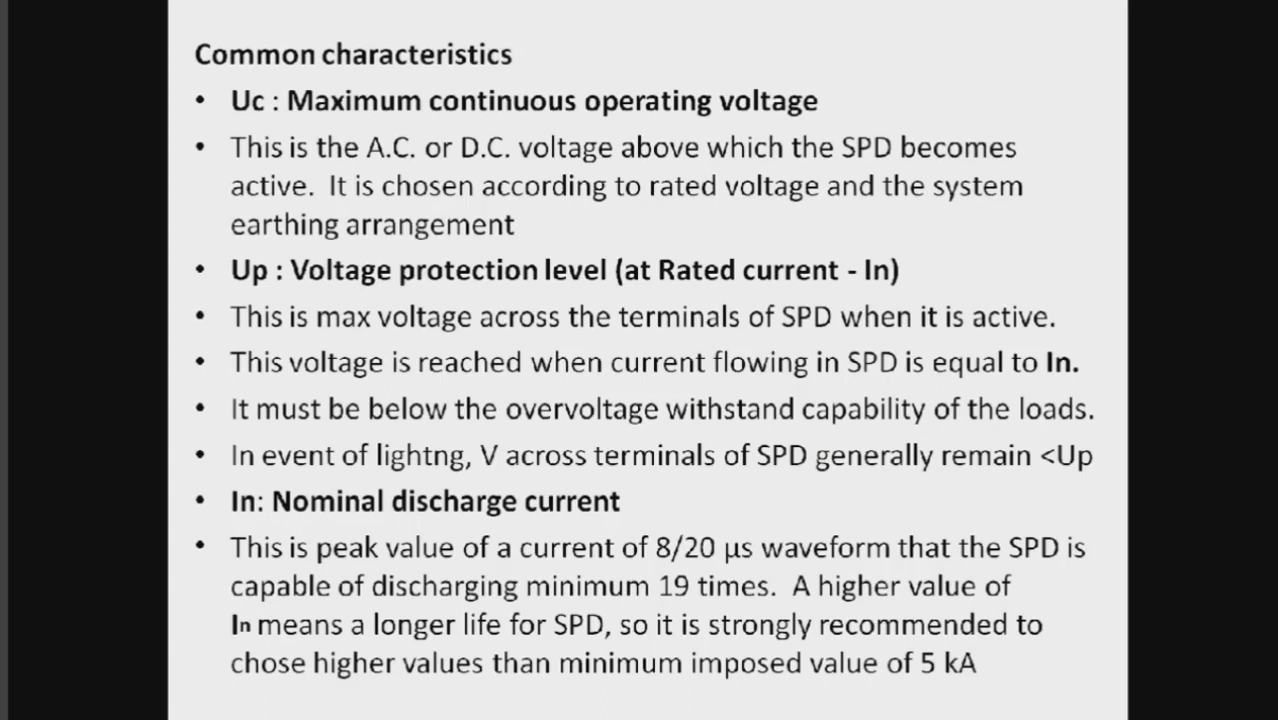 Common characteristics
• Uc : Maximum continuous operating voltage
• This is the A.C. or D.C. voltage above which the SPD becomes
active. It is chosen according to rated voltage and the system
earthing arrangement
• Up : Voltage protection level (at Rated current - In)
• This is max voltage across the terminals of SPD when it is active.
• This voltage is reached when current flowing in SPD is equal to In.
• It must be below the overvoltage withstand capability of the loads.
• In event of lightng, V across terminals of SPD generally remain <Up
• In: Nominal discharge current
• This is peak value of a current of 8/20 μs waveform that the SPD is
capable of discharging minimum 19 times. A higher value of
In means a longer life for SPD, so it is strongly recommended to
chose higher values than minimum imposed value of 5 kA